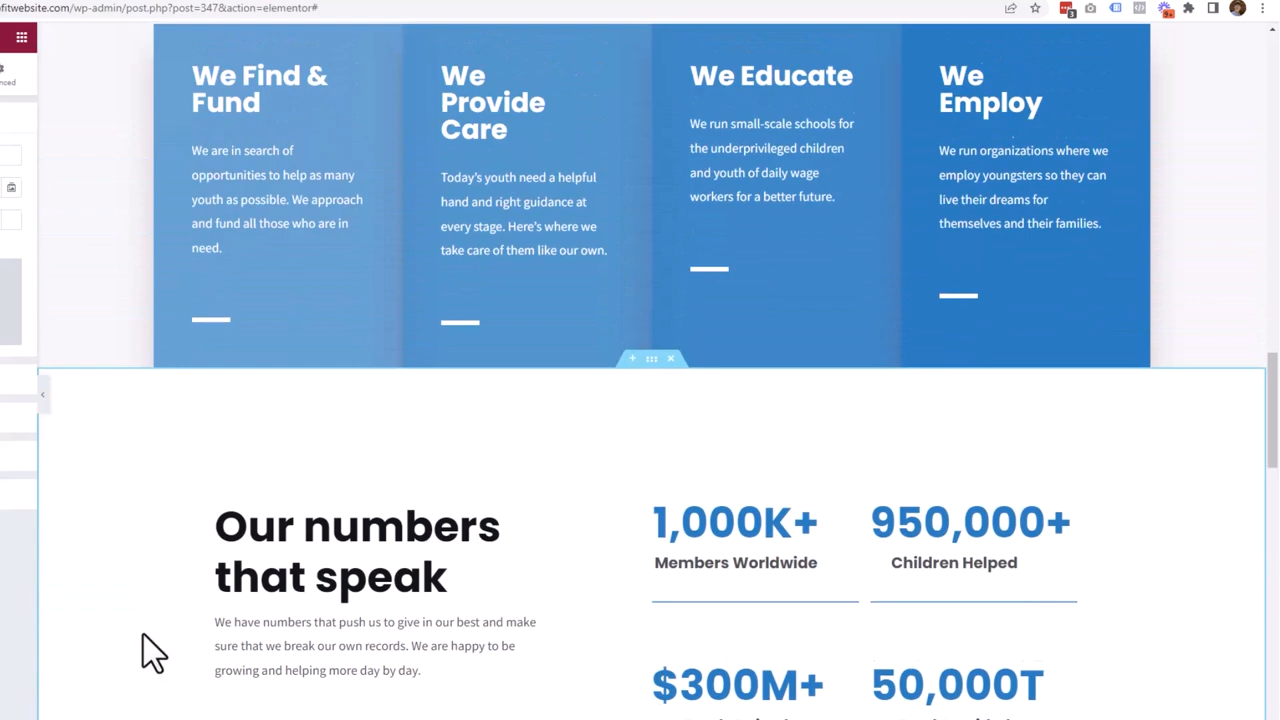 fitwebsite.com/wp-admin/post.php?post=347&action=elementor#
3
9+
nced
We Find &
Fund
We are in search of
opportunities to help as many
youth as possible. We approach
and fund all those who are in
need.
We
Provide
Care
Today's youth need a helpful
hand and right guidance at
every stage. Here's where we
take care of them like our own.
We Educate
We run small-scale schools for
the underprivileged children
and youth of daily wage
workers for a better future.
We
Employ
We run organizations where we
employ youngsters so they can
live their dreams for
themselves and their families.
Our numbers
that speak
We have numbers that push us to give in our best and make
sure that we break our own records. We are happy to be
growing and helping more day by day.
1,000K+
Members Worldwide
950,000+
Children Helped
$300M+
50,000T